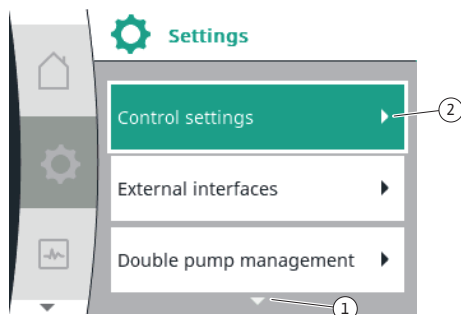 Settings
Control settings
2
External interfaces
Double pump management
1